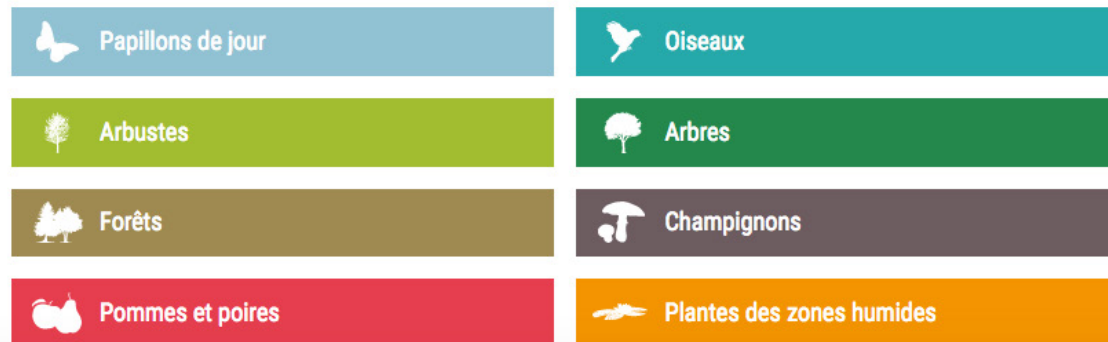 Papillons de jour
Oiseaux
Arbustes
Arbres
Forêts
Champignons
Pommes et poires
Plantes des zones humides